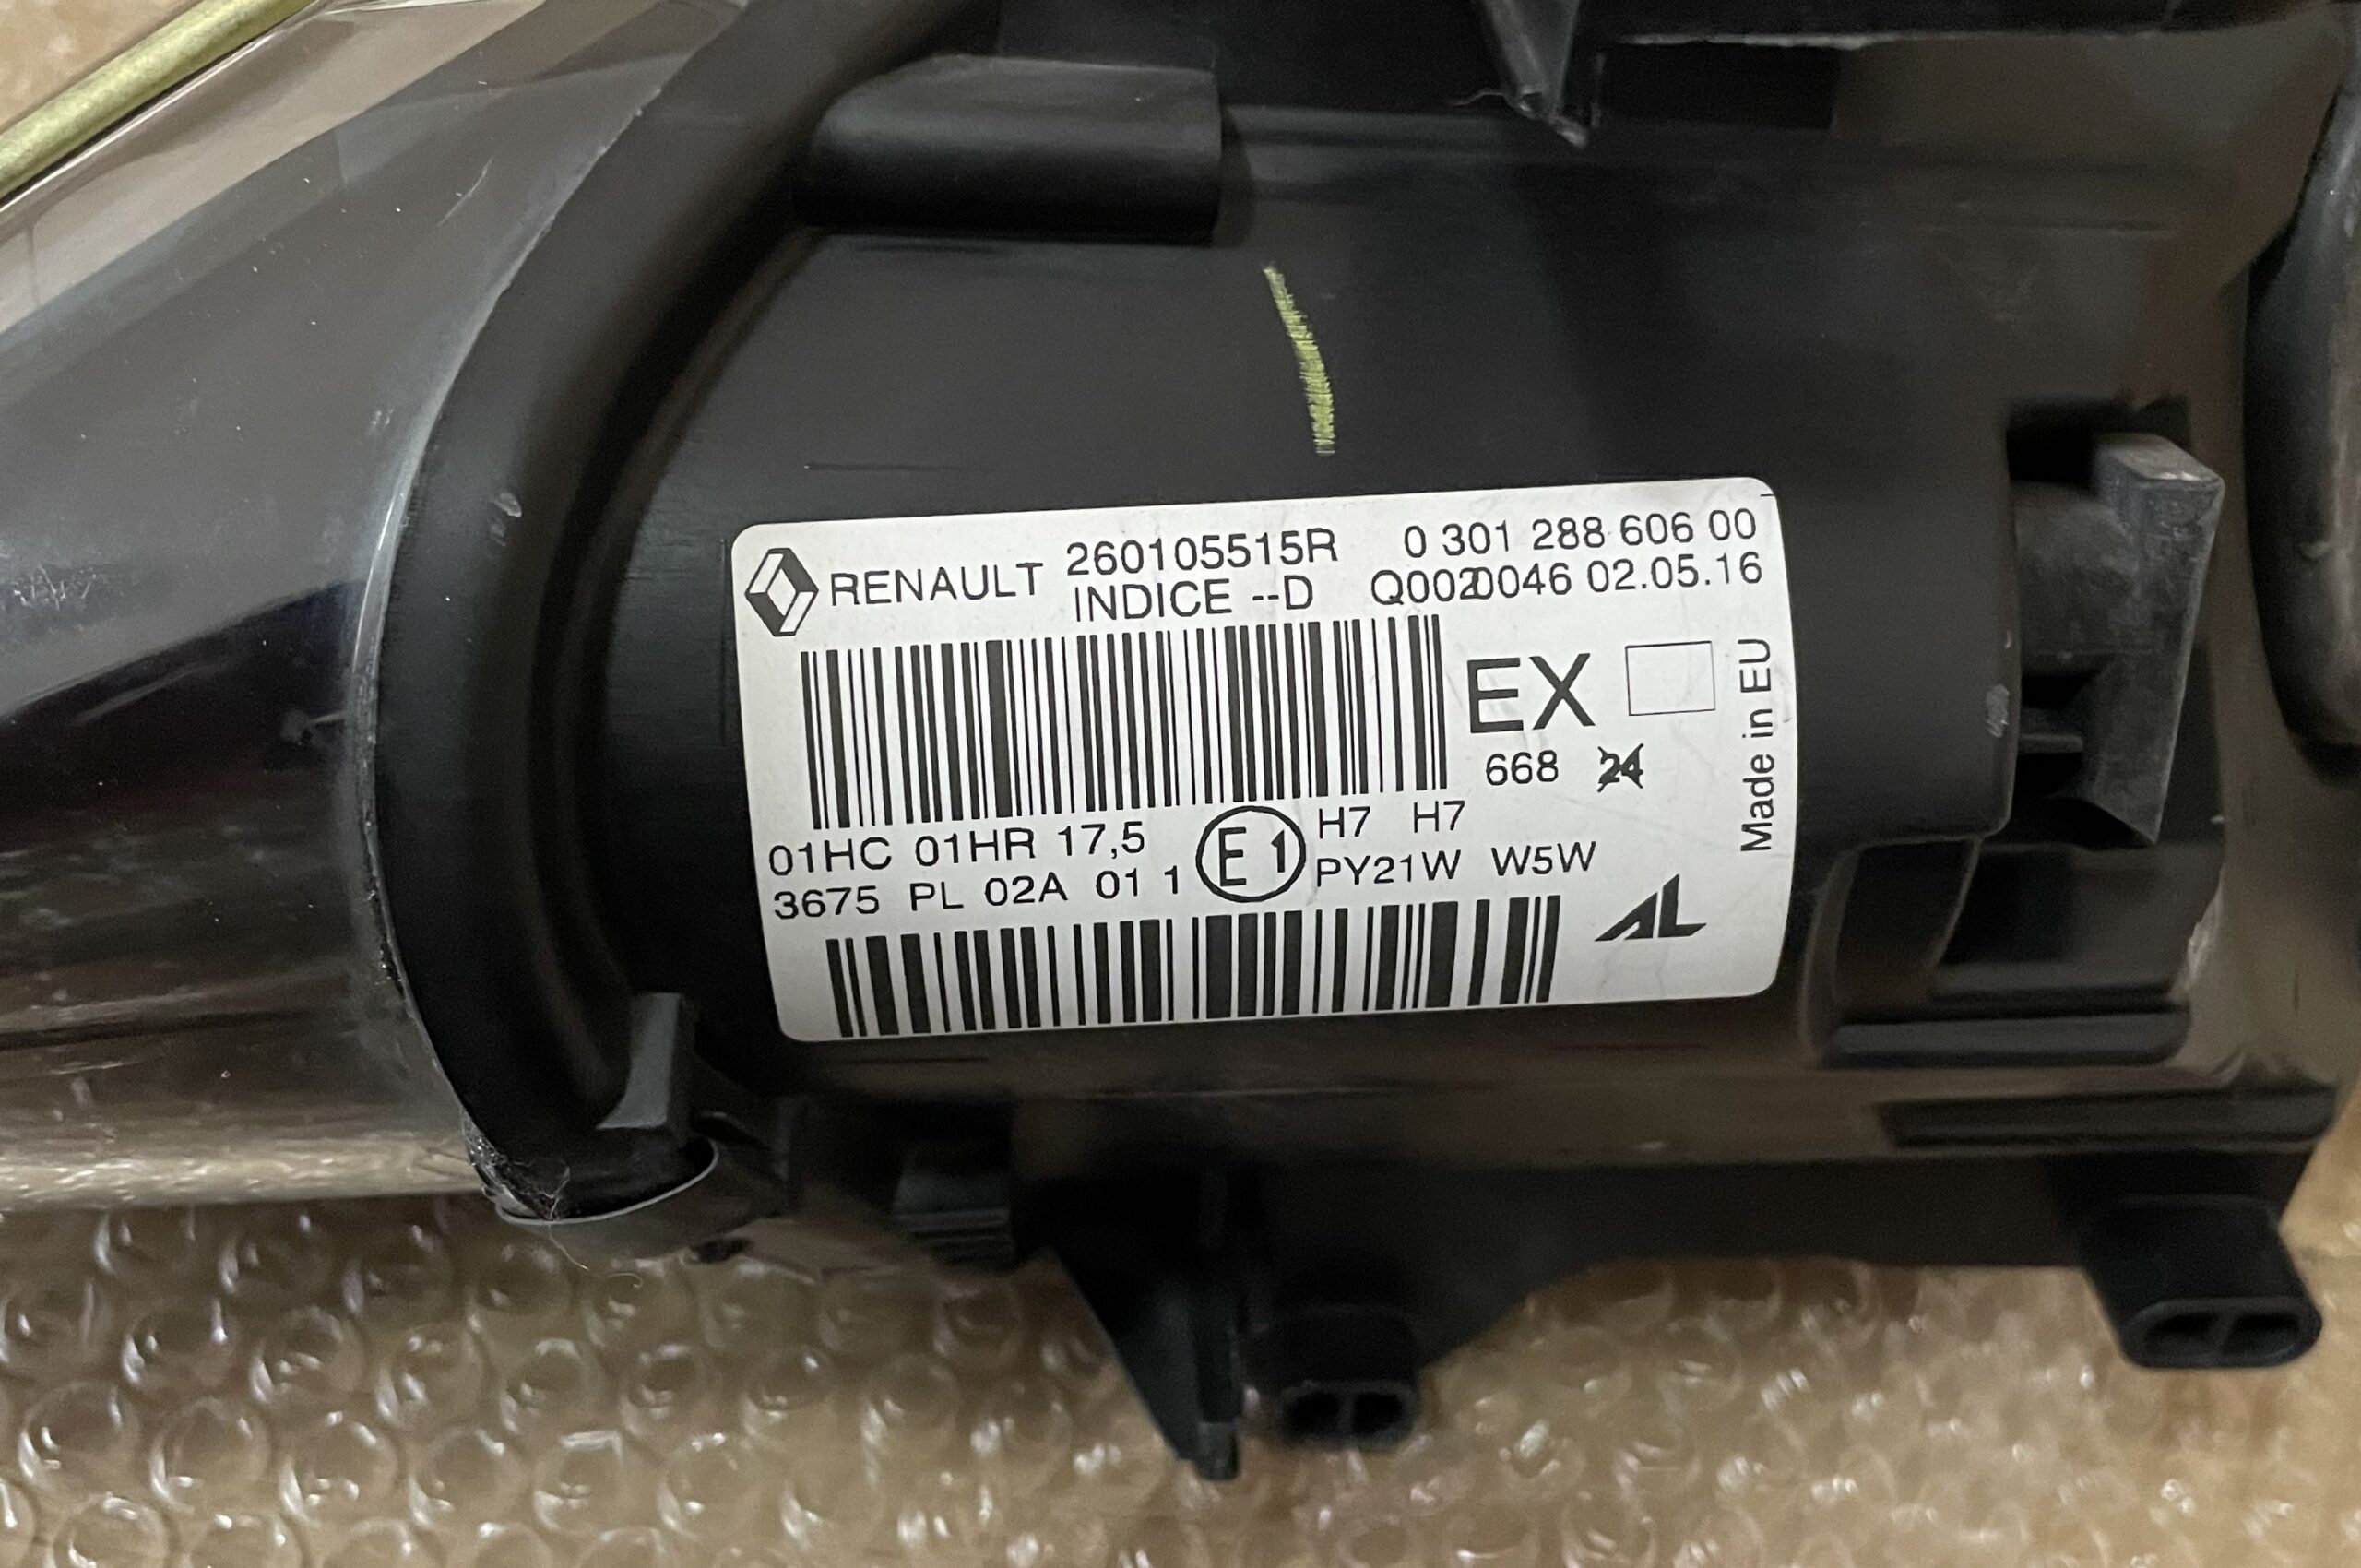 RENAULT
260105515R 0 301 288 606 00
INDICE --D Q0020046 02.05.16
EX
668 24
Made in EU
01HC 01HR 17,5 E1 H7 H7
3675 PL 02A 01 1 PY21W W5W
AL